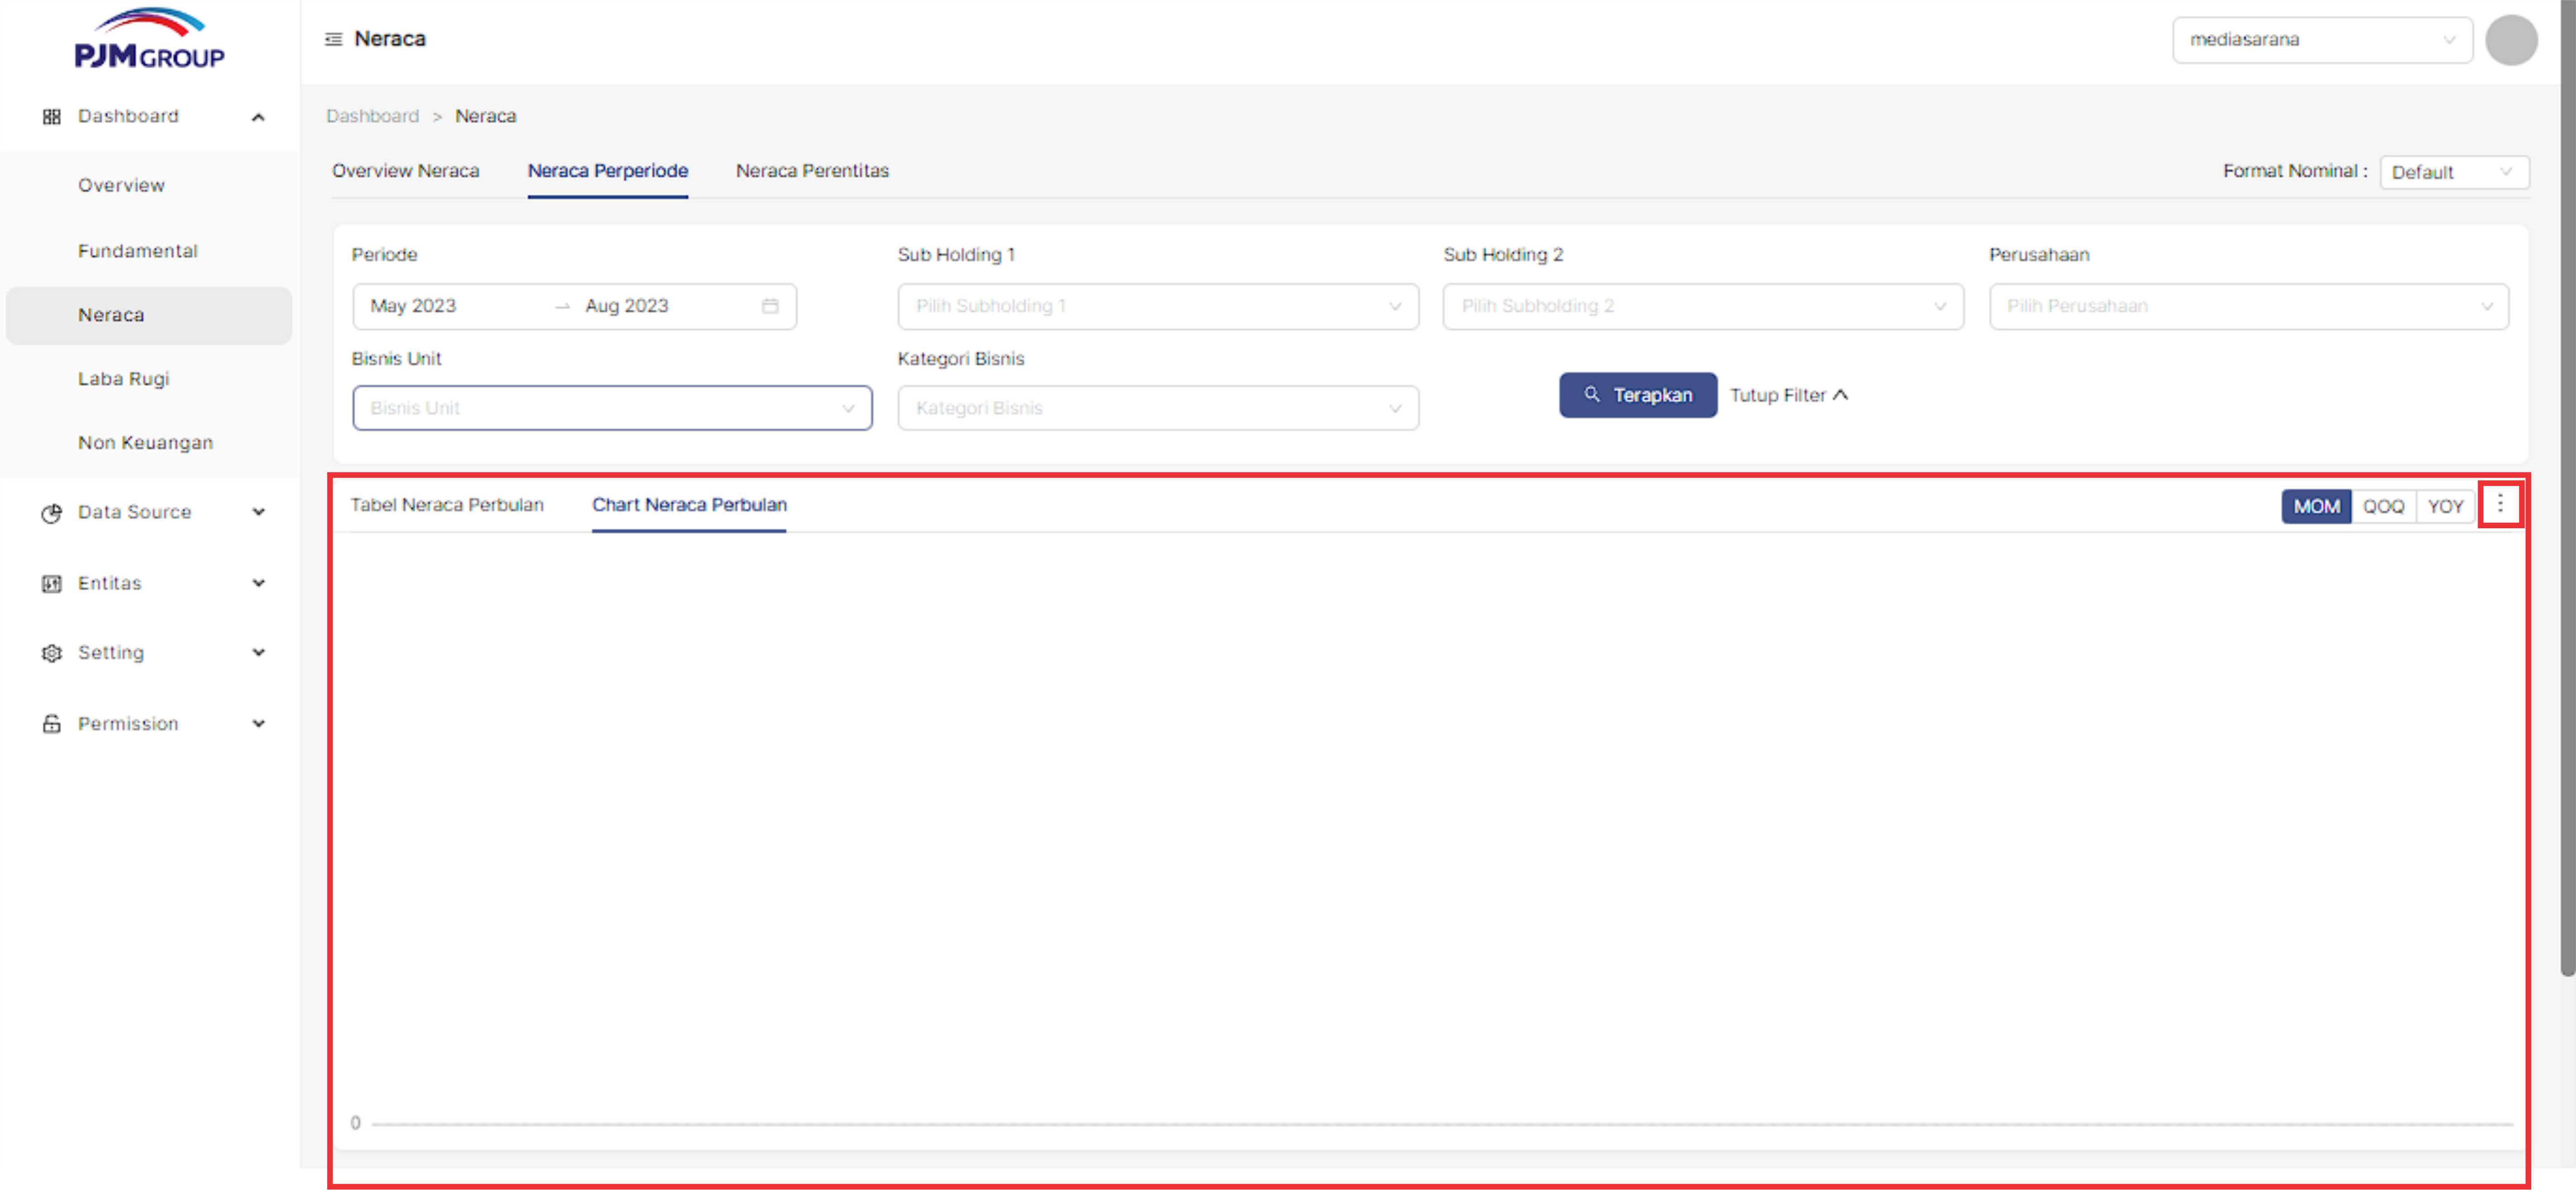 PJM GROUP
Neraca
mediasarana
Dashboard
Overview
Fundamental
Neraca
Laba Rugi
Non Keuangan
Data Source
Entitas
Setting
Permission
Dashboard > Neraca
Overview Neraca Neraca Perperiode Neraca Perentitas Format Nominal : Default
Periode Sub Holding 1 Sub Holding 2 Perusahaan
May 2023 → Aug 2023 Pilih Subholding 1 Pilih Subholding 2 Pilih Perusahaan
Bisnis Unit Kategori Bisnis
Bisnis Unit Kategori Bisnis Terapkan Tutup Filter
Tabel Neraca Perbulan Chart Neraca Perbulan MOM QOQ YOY
0